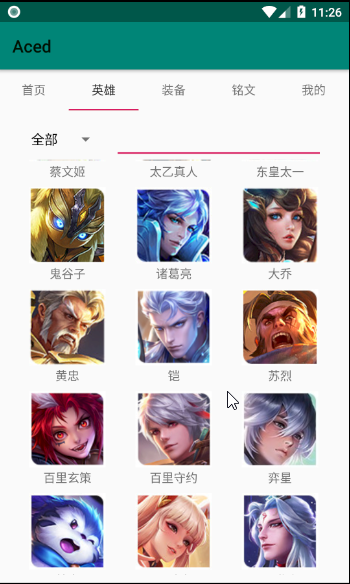 11:26
Aced
首页 英雄 装备 铭文 我的
全部
蔡文姬 太乙真人 东皇太一
鬼谷子 诸葛亮 大乔
黄忠 铠 苏烈
百里玄策 百里守约 弈星